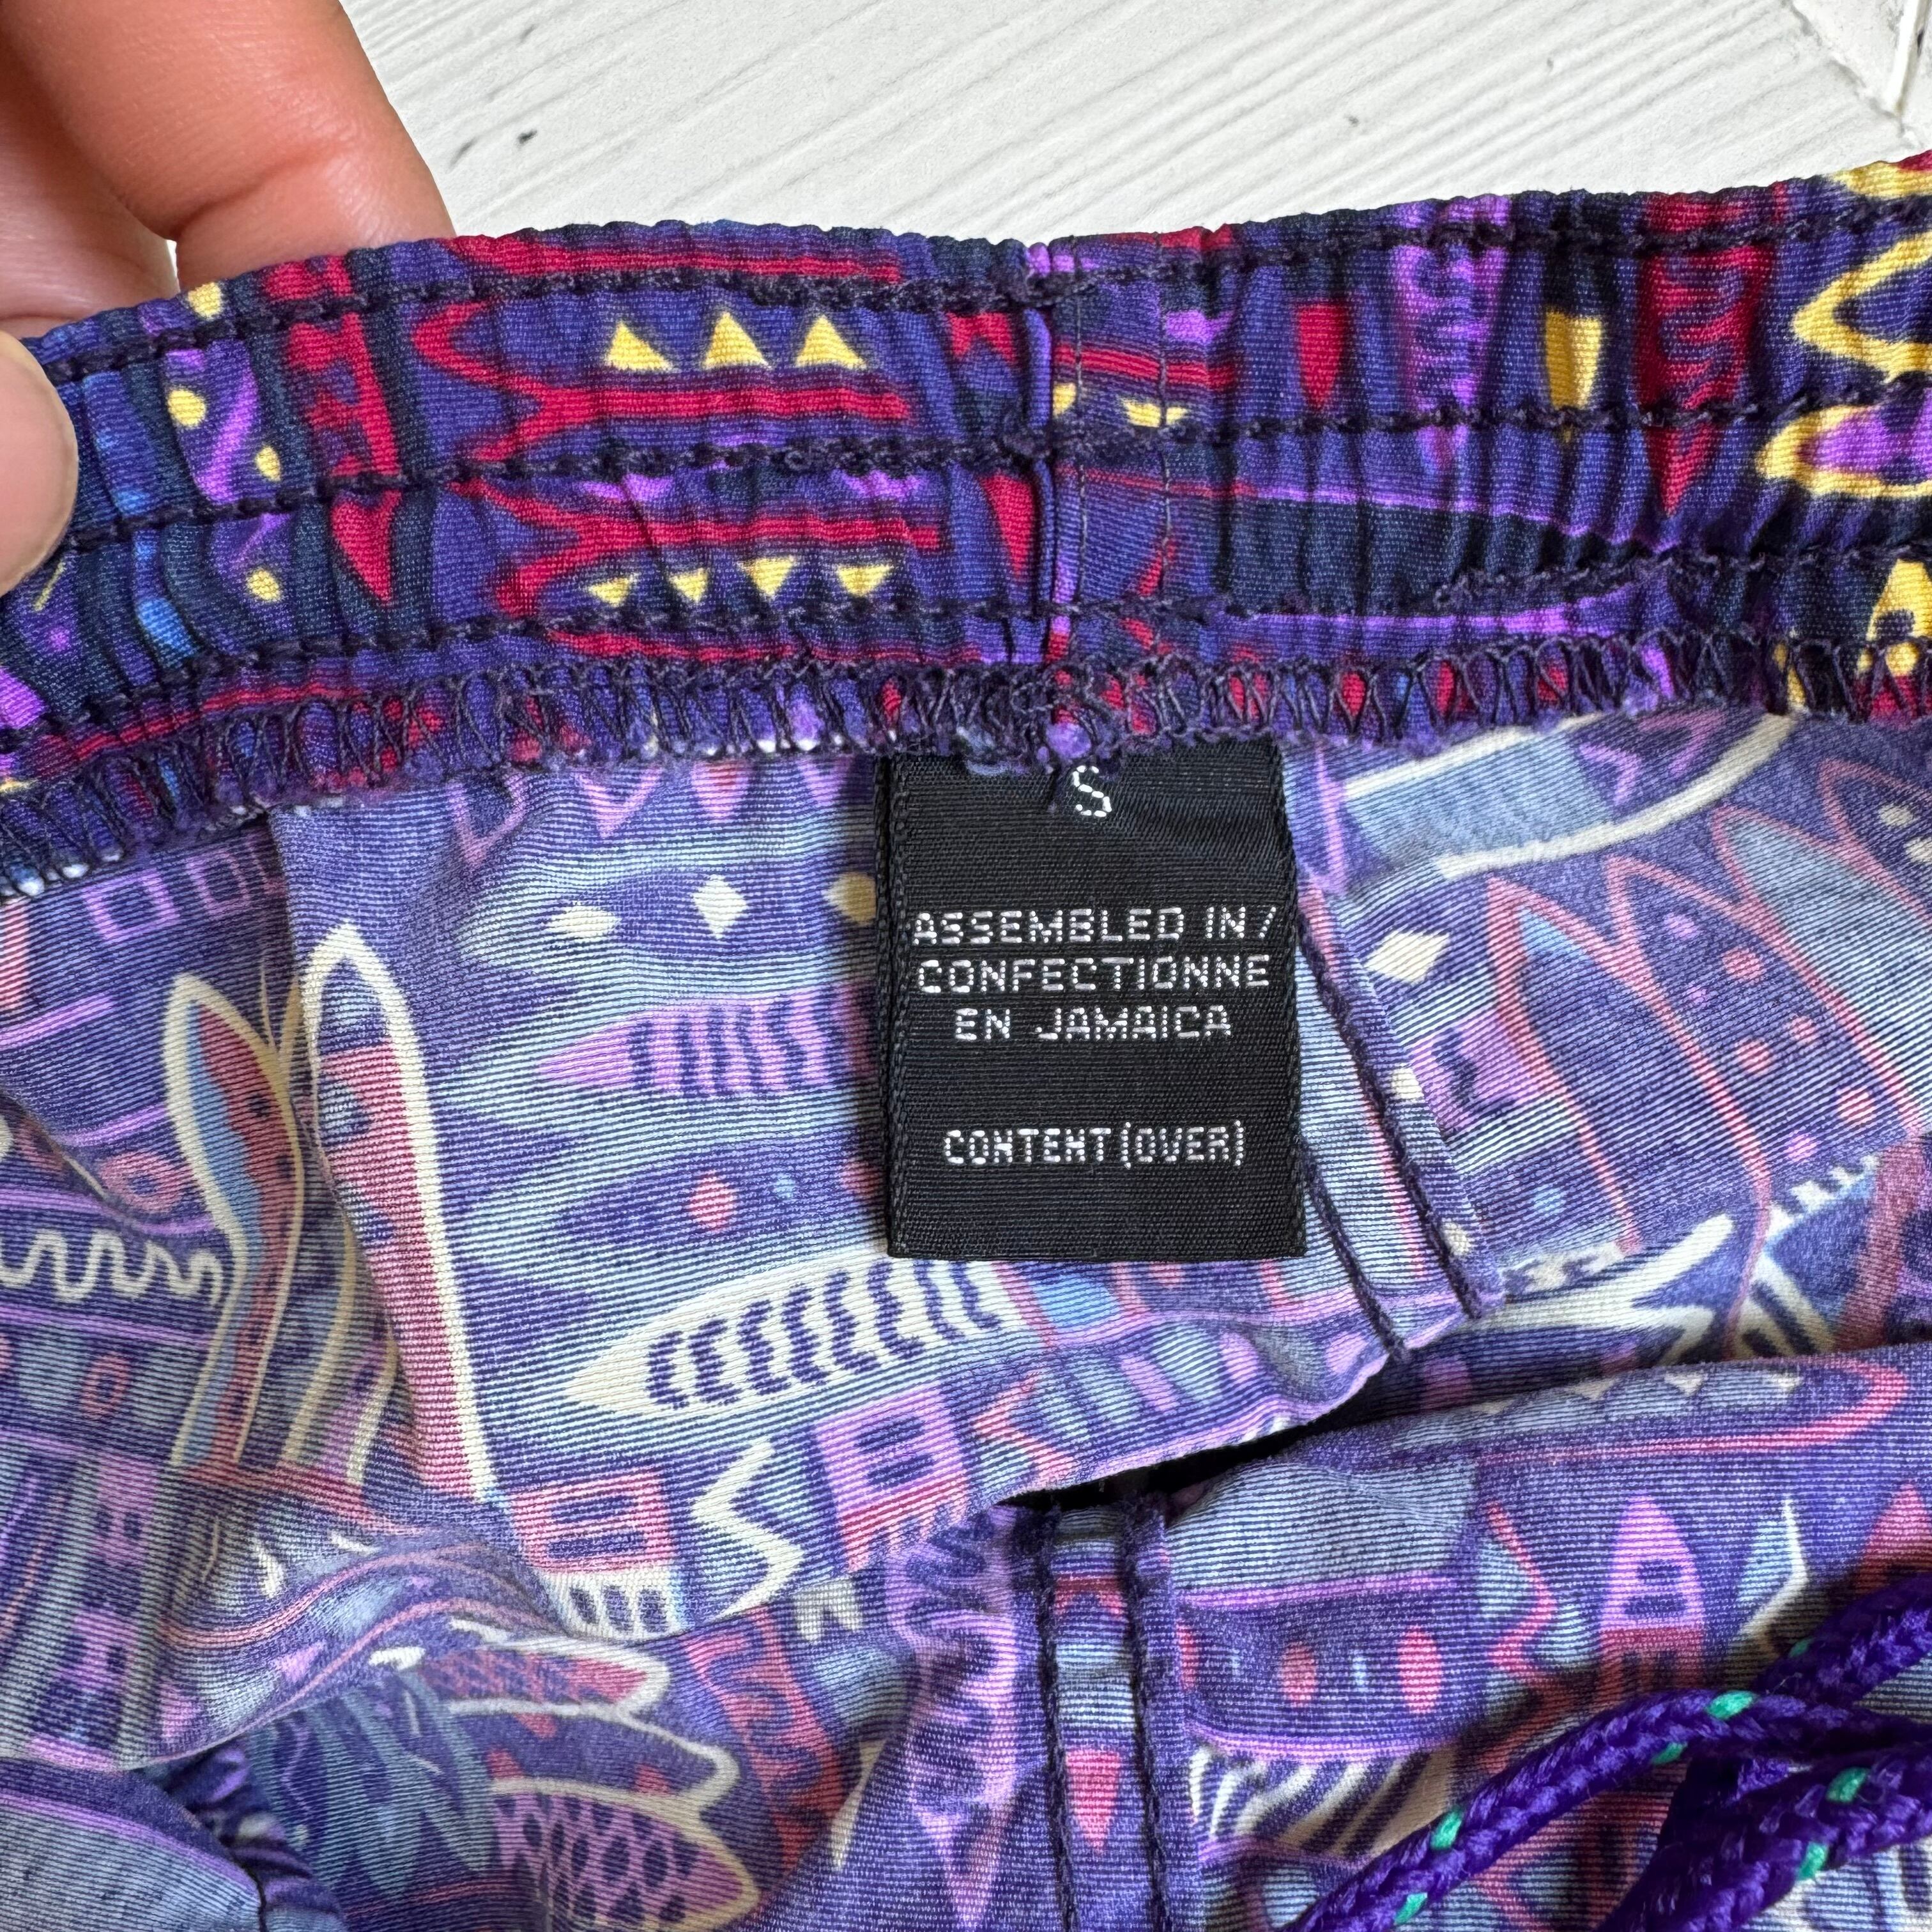 S
ASSEMBLED IN /
CONFECTIONNE
EN JAMAICA
CONTENT (OVER)